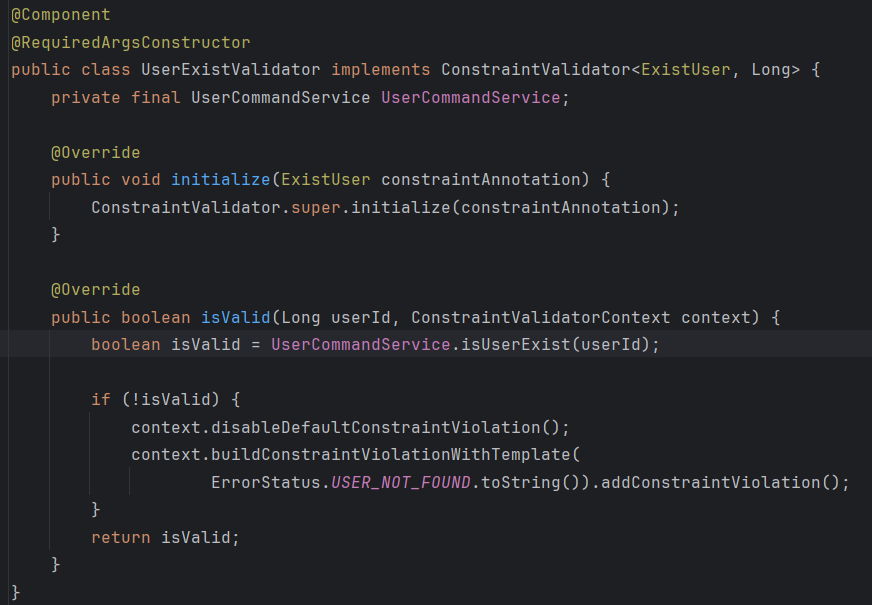 @Component
@RequiredArgsConstructor
public class UserExistValidator implements ConstraintValidator<ExistUser, Long> {
    private final UserCommandService UserCommandService;

    @Override
    public void initialize(ExistUser constraintAnnotation) {
        ConstraintValidator.super.initialize(constraintAnnotation);
    }

    @Override
    public boolean isValid(Long userId, ConstraintValidatorContext context) {
        boolean isValid = UserCommandService.isUserExist(userId);

        if (!isValid) {
            context.disableDefaultConstraintViolation();
            context.buildConstraintViolationWithTemplate(
                    ErrorStatus.USER_NOT_FOUND.toString()).addConstraintViolation();
        }
        return isValid;
    }
}